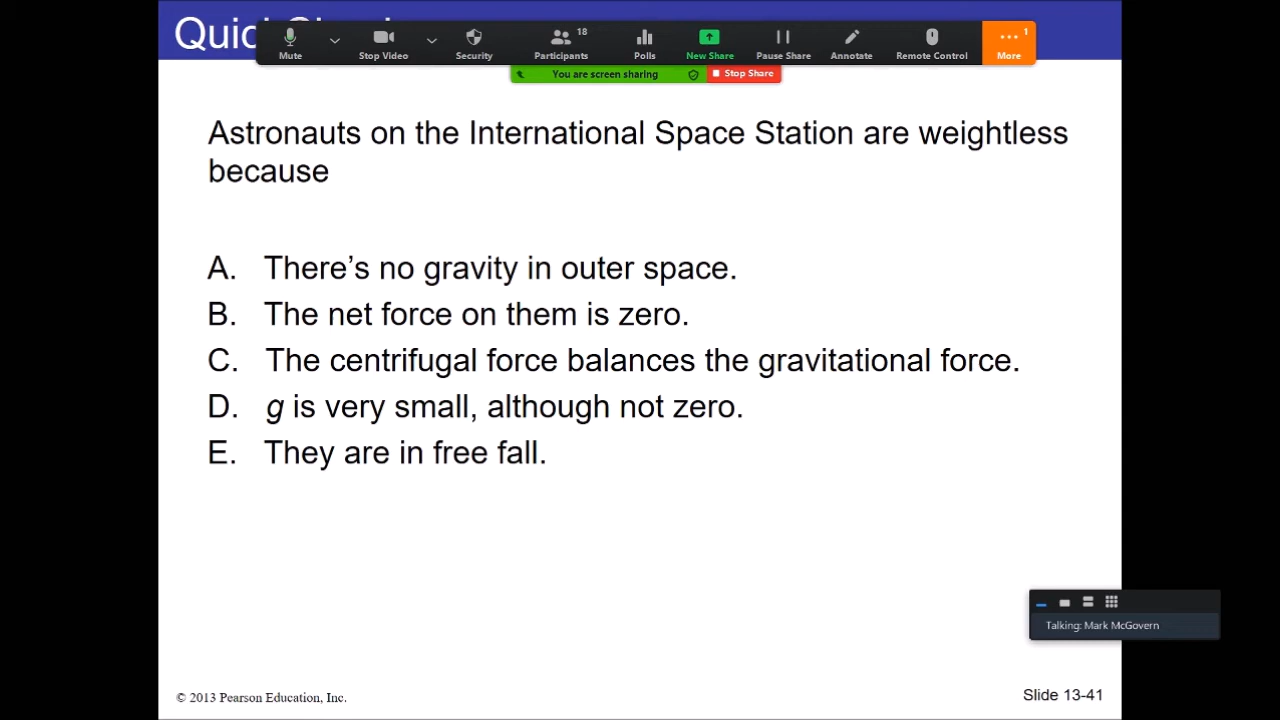 Mute
Stop Video
Security
18
Participants
Polls
New Share
Pause Share
Annotate
Remote Control
1
More
You are screen sharing
Stop Share
Astronauts on the International Space Station are weightless
because
A. There’s no gravity in outer space.
B. The net force on them is zero.
C. The centrifugal force balances the gravitational force.
D. g is very small, although not zero.
E. They are in free fall.
Talking: Mark McGovern
© 2013 Pearson Education, Inc.
Slide 13-41